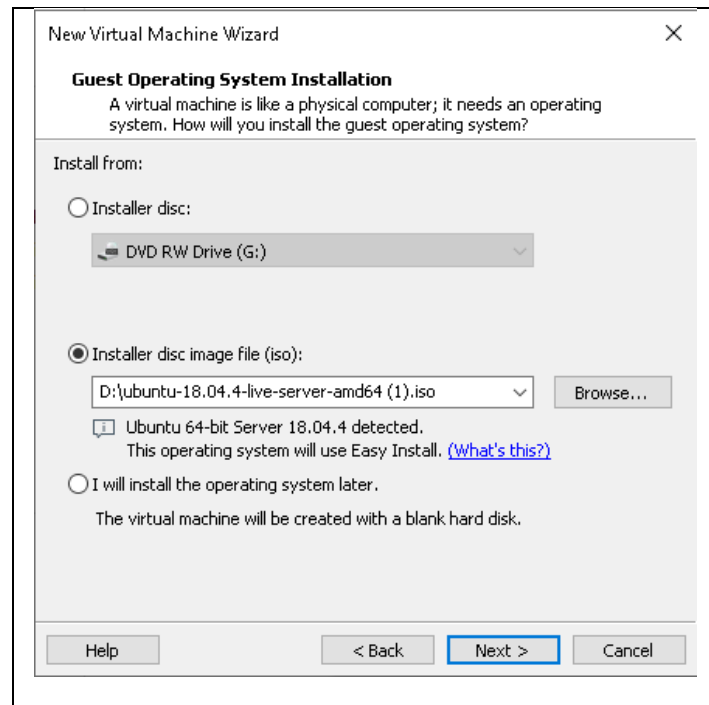 New Virtual Machine Wizard
Guest Operating System Installation
A virtual machine is like a physical computer; it needs an operating
system. How will you install the guest operating system?
Install from:
Installer disc:
DVD RW Drive (G:)
Installer disc image file (iso):
D:\ubuntu-18.04.4-live-server-amd64 (1).iso
Browse...
Ubuntu 64-bit Server 18.04.4 detected.
This operating system will use Easy Install. (What's this?)
I will install the operating system later.
The virtual machine will be created with a blank hard disk.
Help
< Back
Next >
Cancel